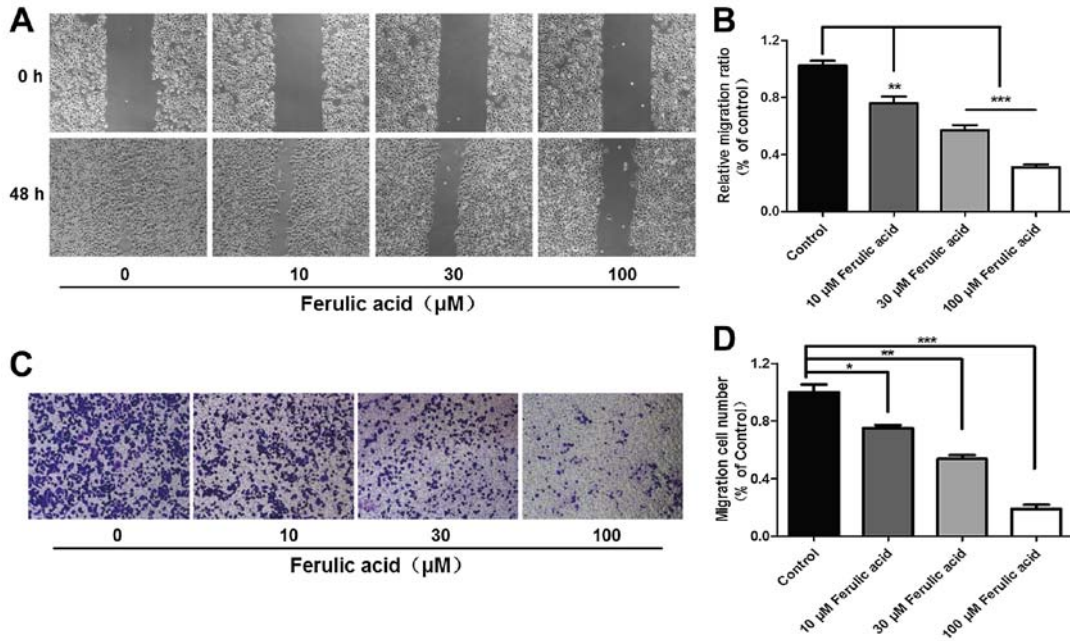 A
0 h
48 h
0 10 30 100
Ferulic acid（μM）
B
Relative migration ratio
(% of control)
1.2
0.8
0.4
0.0
**
***
Control
10 μM Ferulic acid
30 μM Ferulic acid
100 μM Ferulic acid
C
0 10 30 100
Ferulic acid（μM）
D
Migration cell number
(% of Control)
1.2
0.8
0.4
0.0
***
**
*
Control
10 μM Ferulic acid
30 μM Ferulic acid
100 μM Ferulic acid